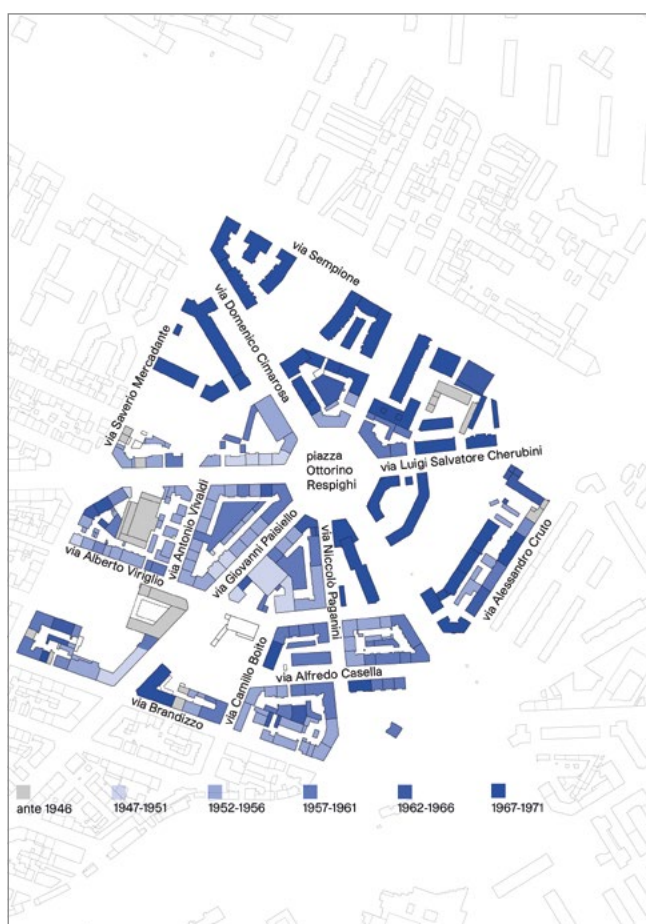 via Sempione
via Domenico Cimarosa
via Saverio Mercadante
piazza
Ottorino
Respighi
via Luigi Salvatore Cherubini
via Antonio Vivaldi
via Giovanni Paisiello
via Niccolò Paganini
via Alessandro Cruto
via Alberto Viriglio
via Camillo Boito
via Alfredo Casella
via Brandizzo
ante 1946
1947-1951
1952-1956
1957-1961
1962-1966
1967-1971